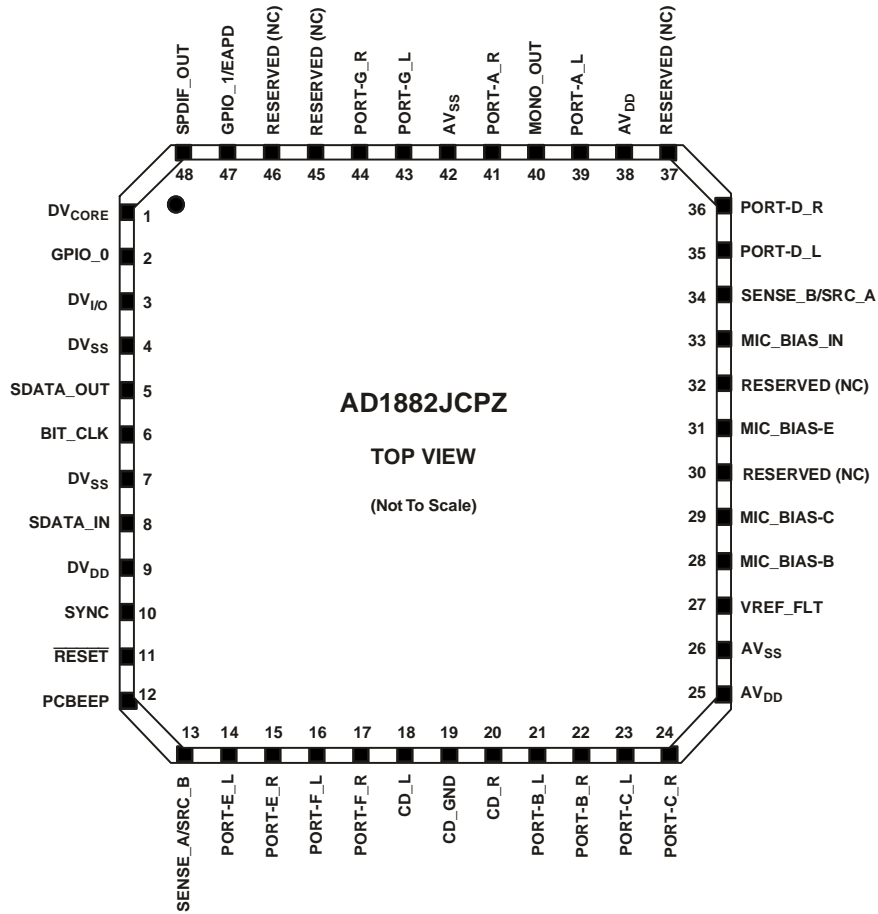 SPDIF_OUT
GPIO_1/EAPD
RESERVED (NC)
RESERVED (NC)
PORT-G_R
PORT-G_L
AVSS
PORT-A_R
MONO_OUT
PORT-A_L
AVDD
RESERVED (NC)
48 47 46 45 44 43 42 41 40 39 38 37
DVCORE 1
GPIO_0 2
DVI/O 3
DVSS 4
SDATA_OUT 5
BIT_CLK 6
DVSS 7
SDATA_IN 8
DVDD 9
SYNC 10
RESET 11
PCBEEP 12
AD1882JCPZ
TOP VIEW
(Not To Scale)
36 PORT-D_R
35 PORT-D_L
34 SENSE_B/SRC_A
33 MIC_BIAS_IN
32 RESERVED (NC)
31 MIC_BIAS-E
30 RESERVED (NC)
29 MIC_BIAS-C
28 MIC_BIAS-B
27 VREF_FLT
26 AVSS
25 AVDD
13 14 15 16 17 18 19 20 21 22 23 24
SENSE_A/SRC_B
PORT-E_L
PORT-E_R
PORT-F_L
PORT-F_R
CD_L
CD_GND
CD_R
PORT-B_L
PORT-B_R
PORT-C_L
PORT-C_R